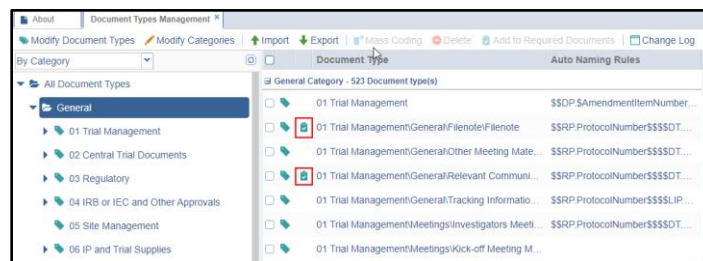 About
Document Types Management ×
Modify Document Types Modify Categories Import Export Mass Coding Delete Add to Required Documents Change Log
By Category Document Type Auto Naming Rules
All Document Types
General Category - 523 Document type(s)
General
01 Trial Management $$DP.$AmendmentItemNumber...
01 Trial Management
01 Trial Management\General\Filenote\Filenote $$RP.ProtocolNumber$$$$DT....
02 Central Trial Documents
01 Trial Management\General\Other Meeting Mate... $$RP.ProtocolNumber$$$$DT....
03 Regulatory
01 Trial Management\General\Relevant Communi... $$RP.ProtocolNumber$$$$DT....
04 IRB or IEC and Other Approvals
01 Trial Management\General\Tracking Informatio... $$RP.ProtocolNumber$$$$LIP....
05 Site Management
01 Trial Management\Meetings\Investigators Meeti... $$RP.ProtocolNumber$$$$DT....
06 IP and Trial Supplies
01 Trial Management\Meetings\Kick-off Meeting M...